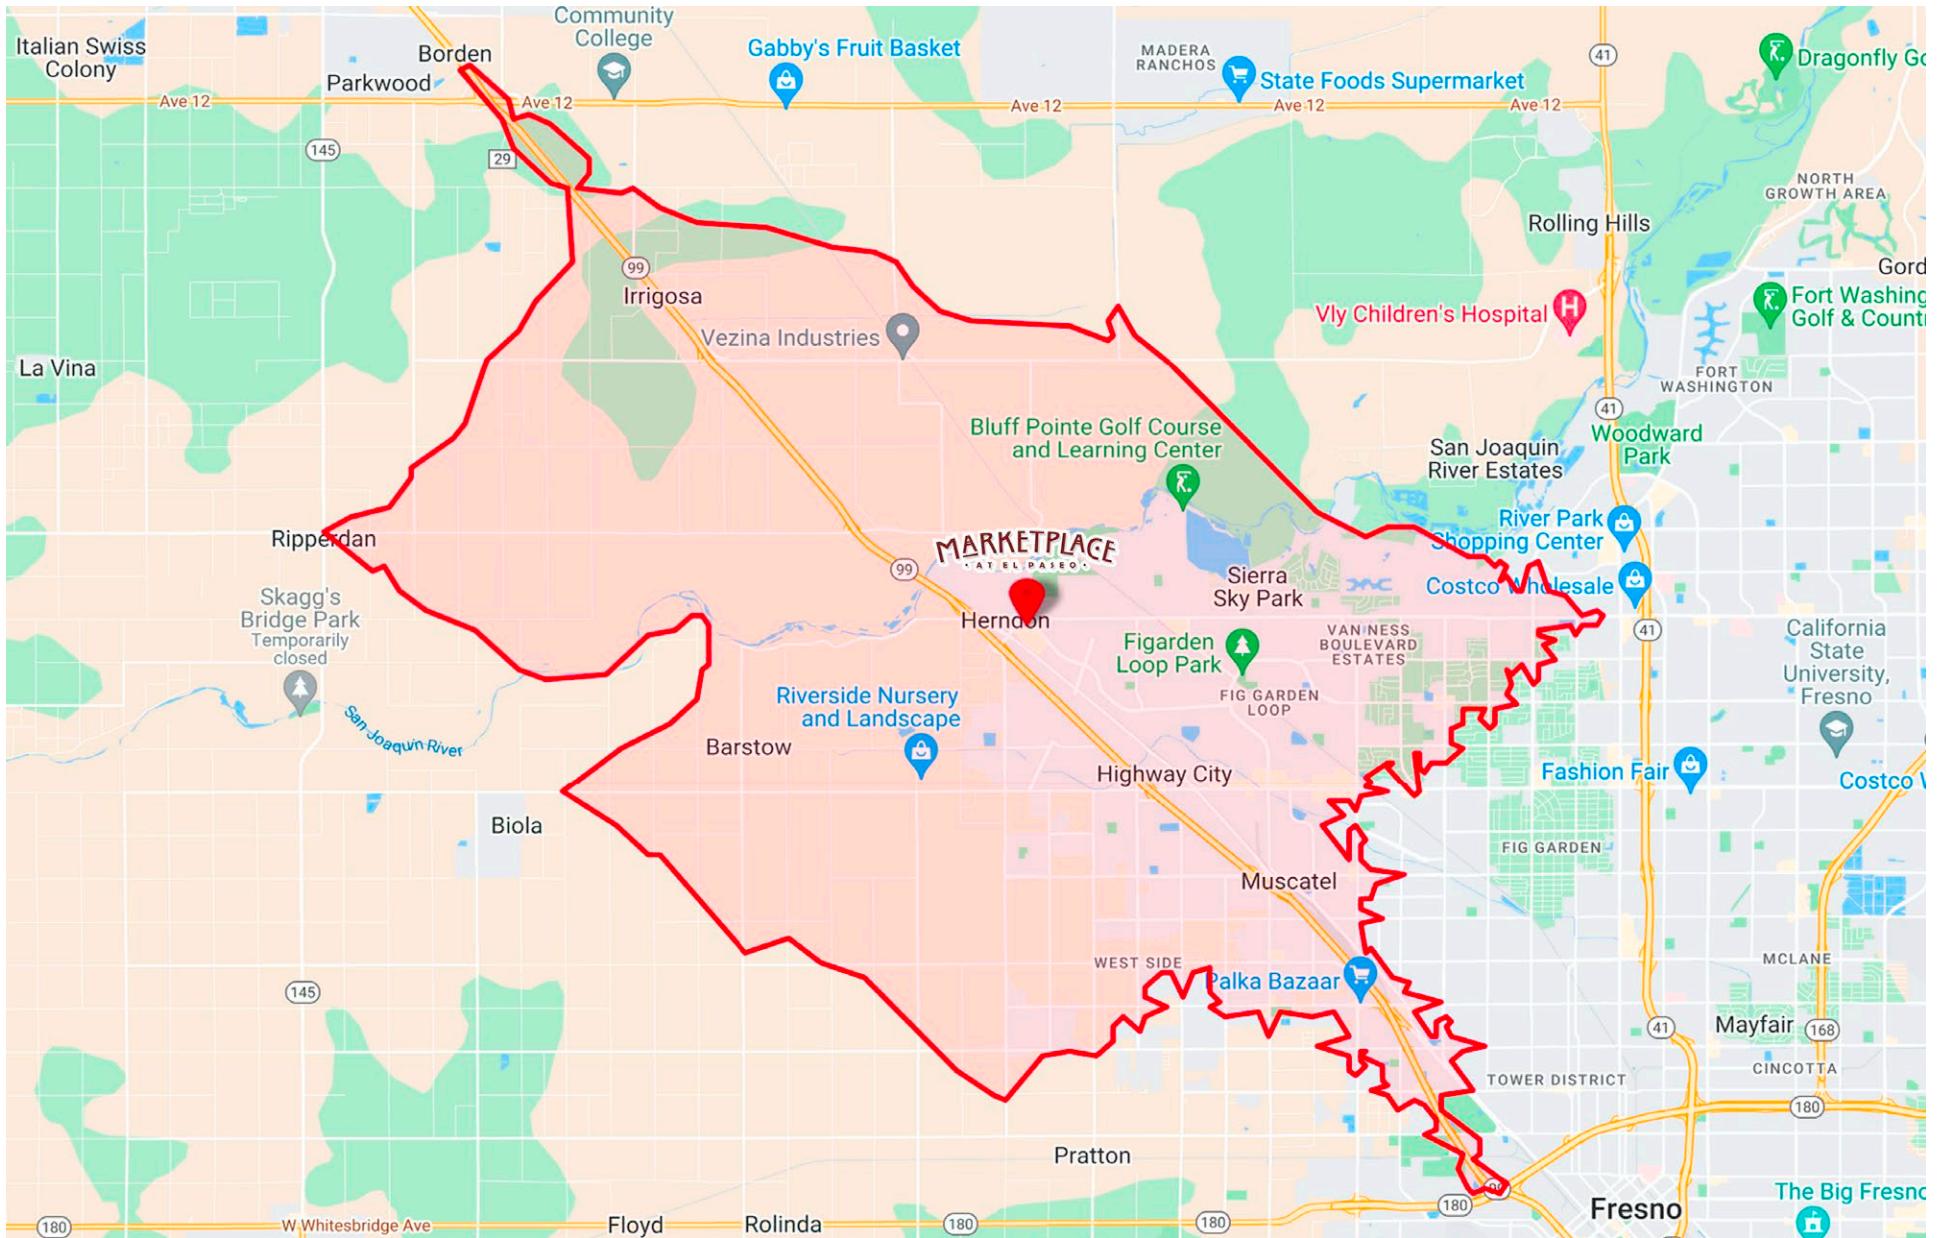 Community
College
Italian Swiss
Colony
Borden
Gabby's Fruit Basket
MADERA
RANCHOS
41
Dragonfly Go
Parkwood
State Foods Supermarket
Ave 12
Ave 12
Ave 12
Ave 12
Ave 12
145
29
NORTH
GROWTH AREA
Rolling Hills
99
Gord
Irrigosa
Fort Washing
Golf & Countr
Vly Children's Hospital
Vezina Industries
La Vina
FORT
WASHINGTON
41
Bluff Pointe Golf Course
and Learning Center
Woodward
Park
San Joaquin
River Estates
River Park
Shopping Center
Ripperdan
MARKETPLACE
· AT EL PASEO ·
99
Sierra
Sky Park
Costco Wholesale
Skagg's
Bridge Park
Temporarily
closed
Herndon
Figarden
Loop Park
VAN NESS
BOULEVARD
ESTATES
41
California
State
University,
Fresno
FIG GARDEN
LOOP
Riverside Nursery
and Landscape
San Joaquin River
Barstow
Highway City
Fashion Fair
Costco W
Biola
FIG GARDEN
Muscatel
WEST SIDE
MCLANE
Palka Bazaar
145
41
Mayfair
168
TOWER DISTRICT
CINCOTTA
180
Pratton
99
180
The Big Fresno
Fresno
180
W Whitesbridge Ave
Floyd
Rolinda
180
180